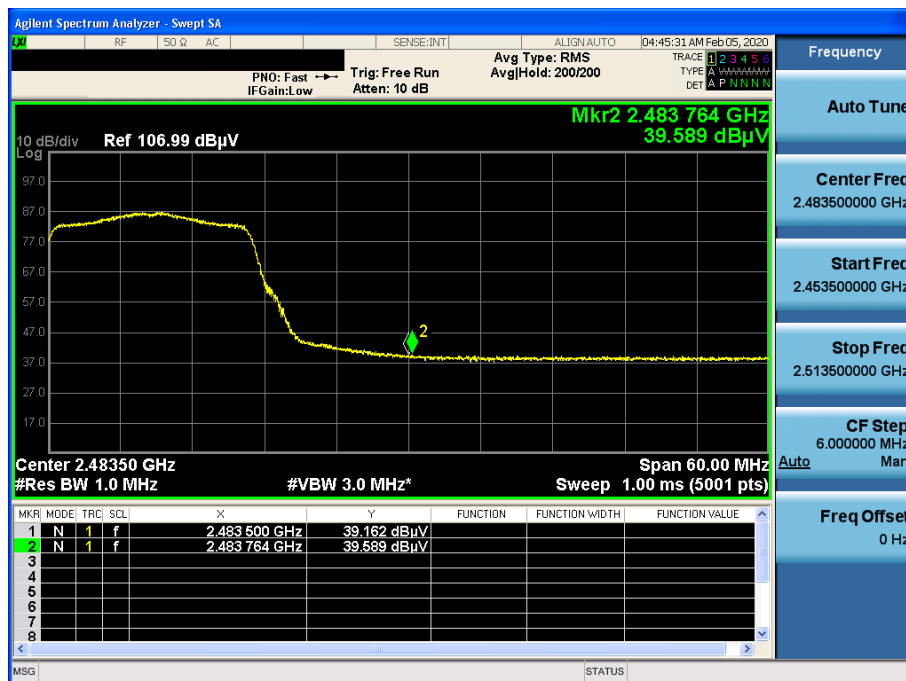 Agilent Spectrum Analyzer - Swept SA
LXI RF 50 Ω AC SENSE:INT ALIGN AUTO 04:45:31 AM Feb 05, 2020
PNO: Fast Trig: Free Run Avg Type: RMS TRACE 1 2 3 4 5 6
IFGain:Low Atten: 10 dB Avg|Hold: 200/200 TYPE A WWWWW
DET A P N N N N
Mkr2 2.483 764 GHz
39.589 dBµV
10 dB/div Ref 106.99 dBµV
Log
97.0
87.0
77.0
67.0
57.0
47.0
37.0
27.0
17.0
2
Center 2.48350 GHz Span 60.00 MHz
#Res BW 1.0 MHz #VBW 3.0 MHz* Sweep 1.00 ms (5001 pts)
MKR MODE TRC SCL X Y FUNCTION FUNCTION WIDTH FUNCTION VALUE
1 N 1 f 2.483 500 GHz 39.162 dBµV
2 N 1 f 2.483 764 GHz 39.589 dBµV
3
4
5
6
7
8
MSG STATUS
Frequency
Auto Tune
Center Freq
2.483500000 GHz
Start Freq
2.453500000 GHz
Stop Freq
2.513500000 GHz
CF Step
6.000000 MHz
Auto Man
Freq Offset
0 Hz